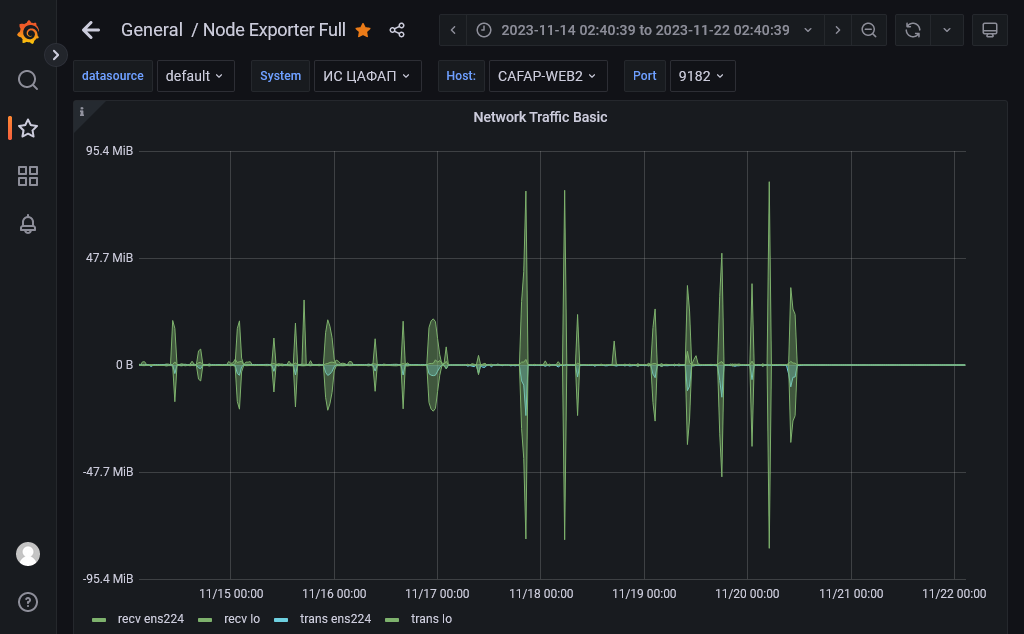 General / Node Exporter Full
2023-11-14 02:40:39 to 2023-11-22 02:40:39
datasource default System ИС ЦАФАП Host: CAFAP-WEB2 Port 9182
i
Network Traffic Basic
95.4 MiB
47.7 MiB
0 B
-47.7 MiB
-95.4 MiB
11/15 00:00 11/16 00:00 11/17 00:00 11/18 00:00 11/19 00:00 11/20 00:00 11/21 00:00 11/22 00:00
recv ens224 recv lo trans ens224 trans lo